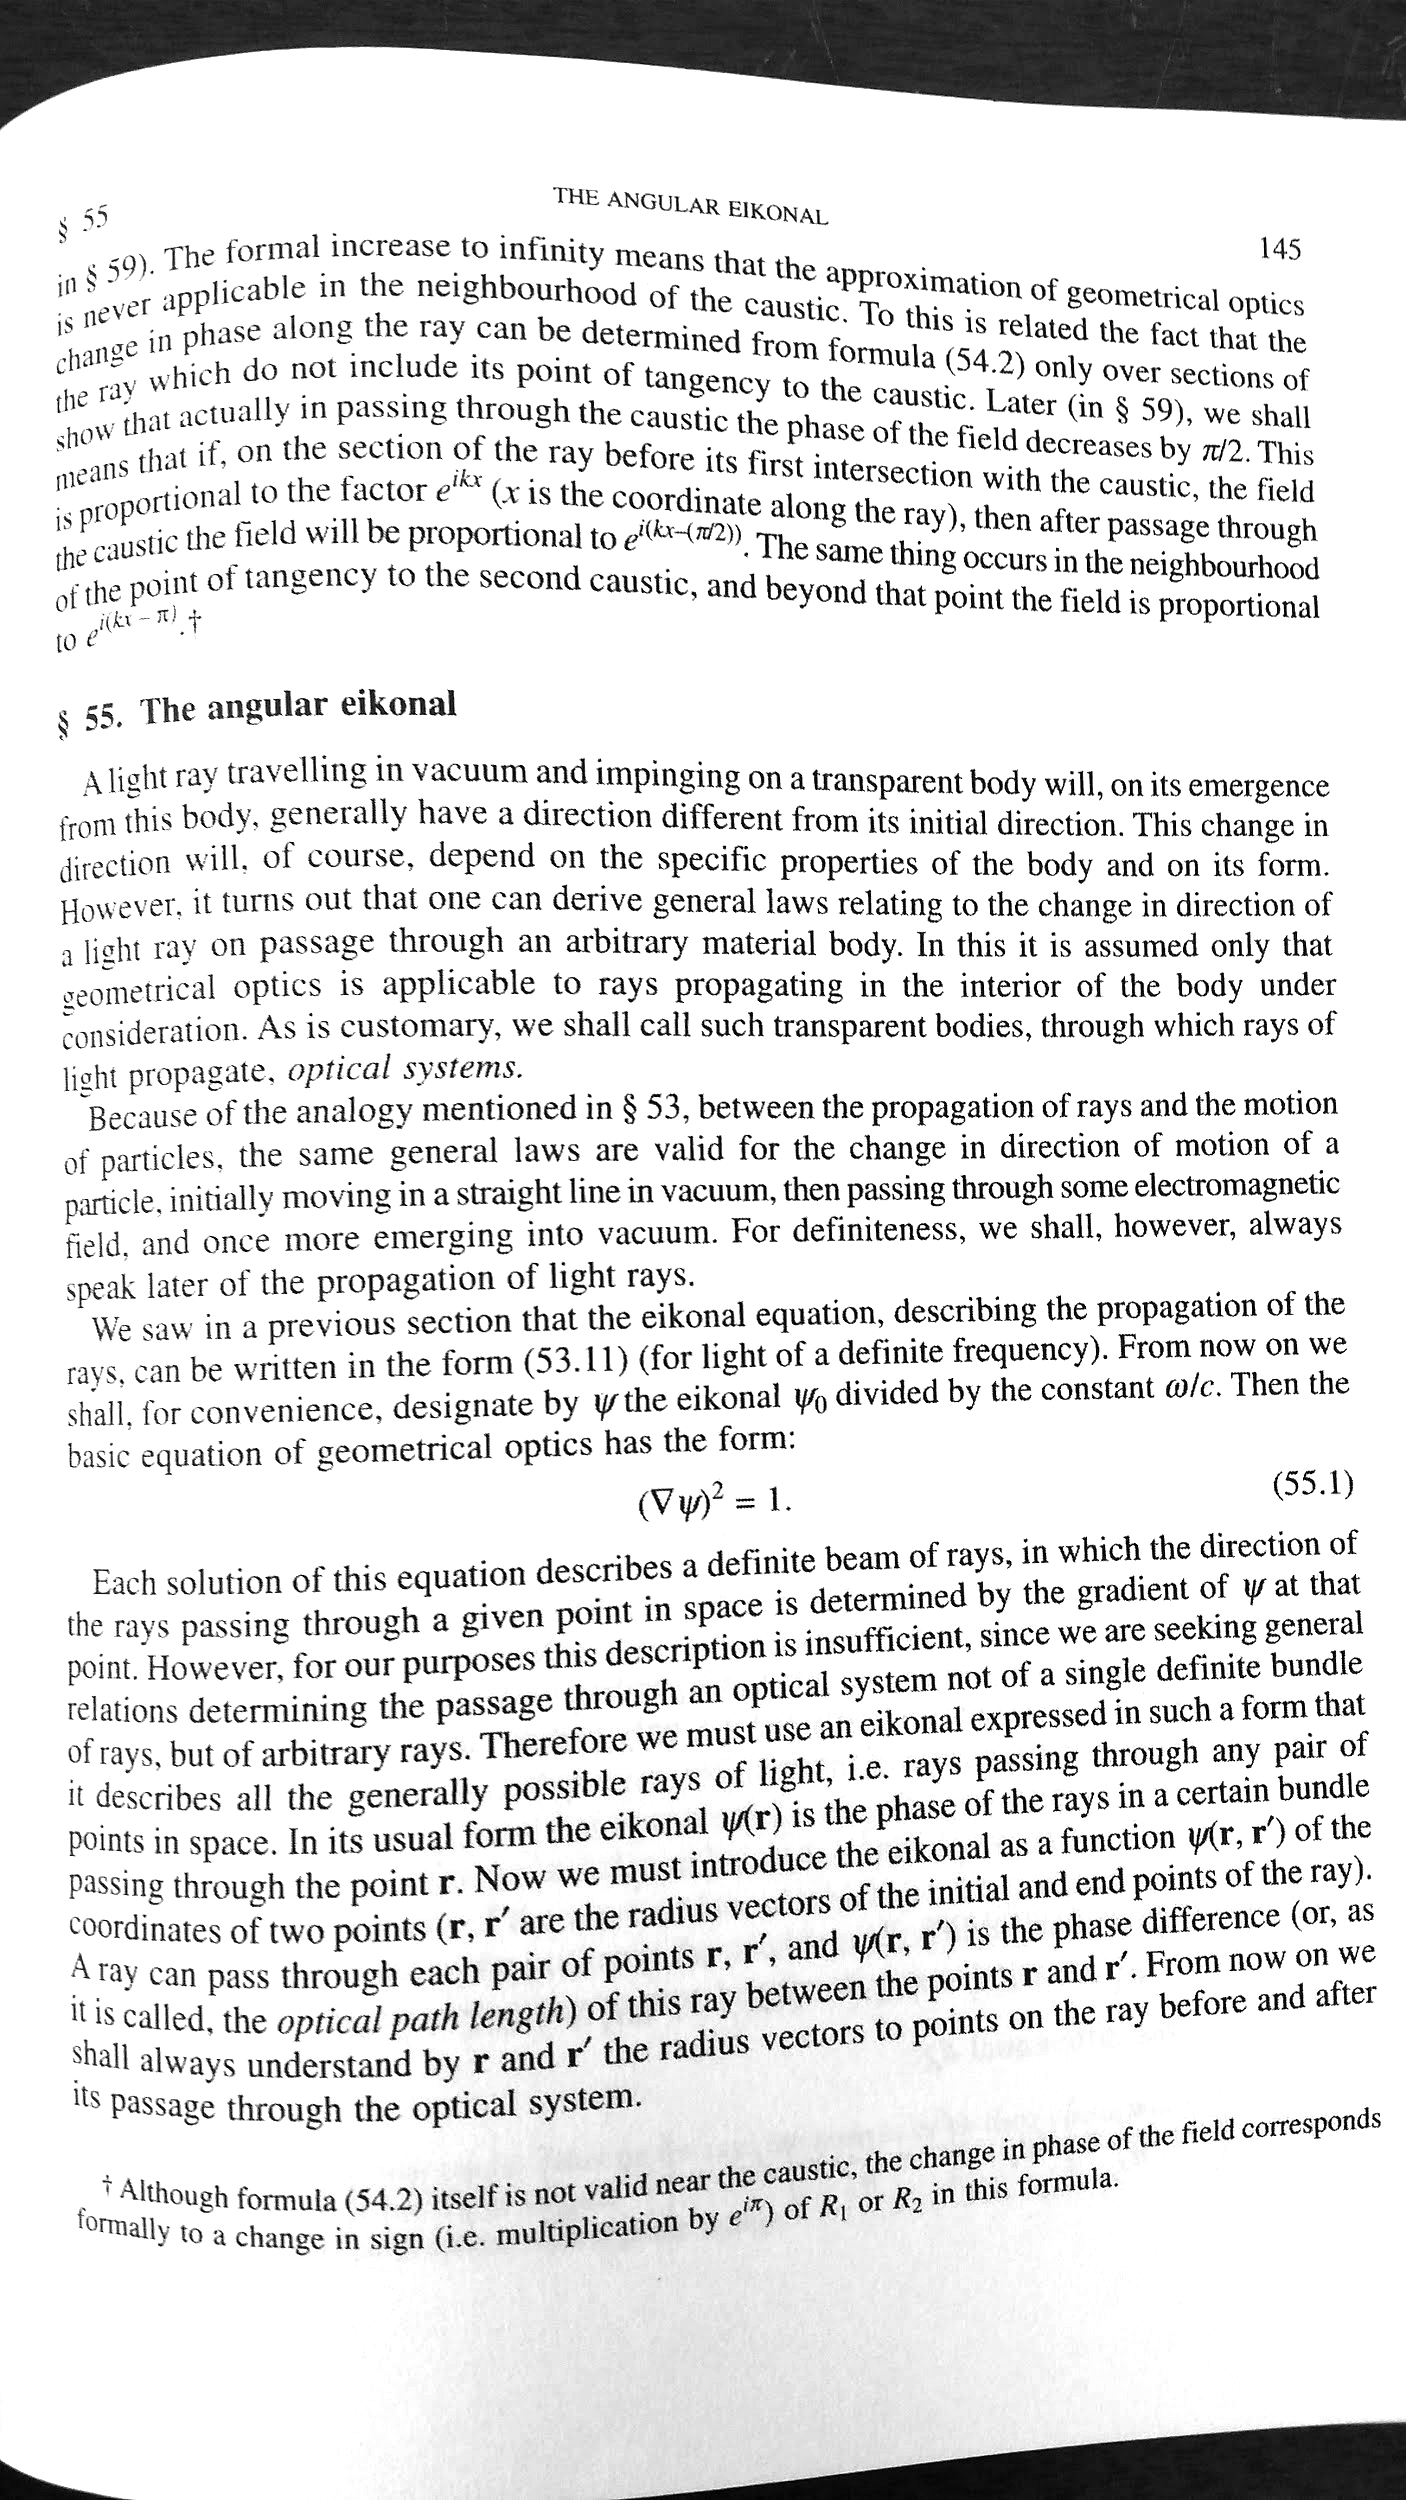 § 55 THE ANGULAR EIKONAL 145
in § 59). The formal increase to infinity means that the approximation of geometrical optics
is never applicable in the neighbourhood of the caustic. To this is related the fact that the
change in phase along the ray can be determined from formula (54.2) only over sections of
the ray which do not include its point of tangency to the caustic. Later (in § 59), we shall
show that actually in passing through the caustic the phase of the field decreases by π/2. This
means that if, on the section of the ray before its first intersection with the caustic, the field
is proportional to the factor e^{ikx} (x is the coordinate along the ray), then after passage through
the caustic the field will be proportional to e^{i(kx–(π/2))}. The same thing occurs in the neighbourhood
of the point of tangency to the second caustic, and beyond that point the field is proportional
to e^{i(kx – π)}.†
§ 55. The angular eikonal
A light ray travelling in vacuum and impinging on a transparent body will, on its emergence
from this body, generally have a direction different from its initial direction. This change in
direction will, of course, depend on the specific properties of the body and on its form.
However, it turns out that one can derive general laws relating to the change in direction of
a light ray on passage through an arbitrary material body. In this it is assumed only that
geometrical optics is applicable to rays propagating in the interior of the body under
consideration. As is customary, we shall call such transparent bodies, through which rays of
light propagate, optical systems.
Because of the analogy mentioned in § 53, between the propagation of rays and the motion
of particles, the same general laws are valid for the change in direction of motion of a
particle, initially moving in a straight line in vacuum, then passing through some electromagnetic
field, and once more emerging into vacuum. For definiteness, we shall, however, always
speak later of the propagation of light rays.
We saw in a previous section that the eikonal equation, describing the propagation of the
rays, can be written in the form (53.11) (for light of a definite frequency). From now on we
shall, for convenience, designate by ψ the eikonal ψ₀ divided by the constant ω/c. Then the
basic equation of geometrical optics has the form:
(∇ψ)² = 1. (55.1)
Each solution of this equation describes a definite beam of rays, in which the direction of
the rays passing through a given point in space is determined by the gradient of ψ at that
point. However, for our purposes this description is insufficient, since we are seeking general
relations determining the passage through an optical system not of a single definite bundle
of rays, but of arbitrary rays. Therefore we must use an eikonal expressed in such a form that
it describes all the generally possible rays of light, i.e. rays passing through any pair of
points in space. In its usual form the eikonal ψ(r) is the phase of the rays in a certain bundle
passing through the point r. Now we must introduce the eikonal as a function ψ(r, r′) of the
coordinates of two points (r, r′ are the radius vectors of the initial and end points of the ray).
A ray can pass through each pair of points r, r′, and ψ(r, r′) is the phase difference (or, as
it is called, the optical path length) of this ray between the points r and r′. From now on we
shall always understand by r and r′ the radius vectors to points on the ray before and after
its passage through the optical system.
† Although formula (54.2) itself is not valid near the caustic, the change in phase of the field corresponds
formally to a change in sign (i.e. multiplication by e^{iπ}) of R₁ or R₂ in this formula.